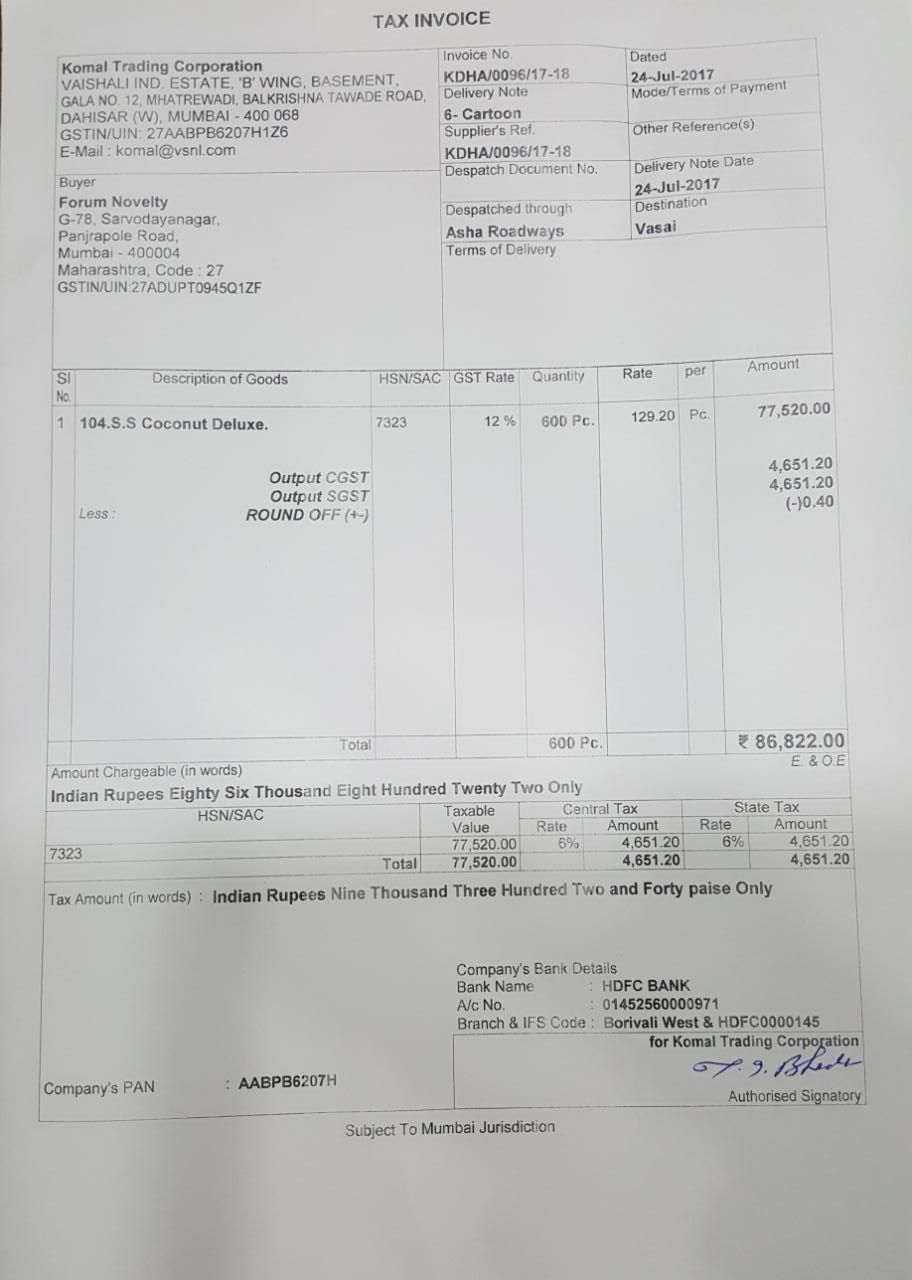 TAX INVOICE
Komal Trading Corporation
VAISHALI IND. ESTATE, 'B' WING, BASEMENT,
GALA NO. 12, MHATREWADI, BALKRISHNA TAWADE ROAD,
DAHISAR (W), MUMBAI - 400 068
GSTIN/UIN: 27AABPB6207H1Z6
E-Mail : komal@vsnl.com
Invoice No.
KDHA/0096/17-18
Dated
24-Jul-2017
Delivery Note
6- Cartoon
Mode/Terms of Payment
Supplier's Ref.
KDHA/0096/17-18
Other Reference(s)
Buyer
Forum Novelty
G-78, Sarvodayanagar,
Panjrapole Road,
Mumbai - 400004
Maharashtra, Code : 27
GSTIN/UIN:27ADUPT0945Q1ZF
Despatch Document No.
Delivery Note Date
24-Jul-2017
Despatched through
Asha Roadways
Destination
Vasai
Terms of Delivery
Sl No. Description of Goods HSN/SAC GST Rate Quantity Rate per Amount
1 104.S.S Coconut Deluxe. 7323 12 % 600 Pc. 129.20 Pc. 77,520.00
Output CGST 4,651.20
Output SGST 4,651.20
Less : ROUND OFF (+-) (-)0.40
Total 600 Pc. ₹ 86,822.00
Amount Chargeable (in words) E. & O.E
Indian Rupees Eighty Six Thousand Eight Hundred Twenty Two Only
HSN/SAC Taxable Value Central Tax State Tax
Rate Amount Rate Amount
7323 77,520.00 6% 4,651.20 6% 4,651.20
Total 77,520.00 4,651.20 4,651.20
Tax Amount (in words) : Indian Rupees Nine Thousand Three Hundred Two and Forty paise Only
Company's Bank Details
Bank Name : HDFC BANK
A/c No. : 01452560000971
Branch & IFS Code : Borivali West & HDFC0000145
for Komal Trading Corporation
Company's PAN : AABPB6207H
Authorised Signatory
Subject To Mumbai Jurisdiction